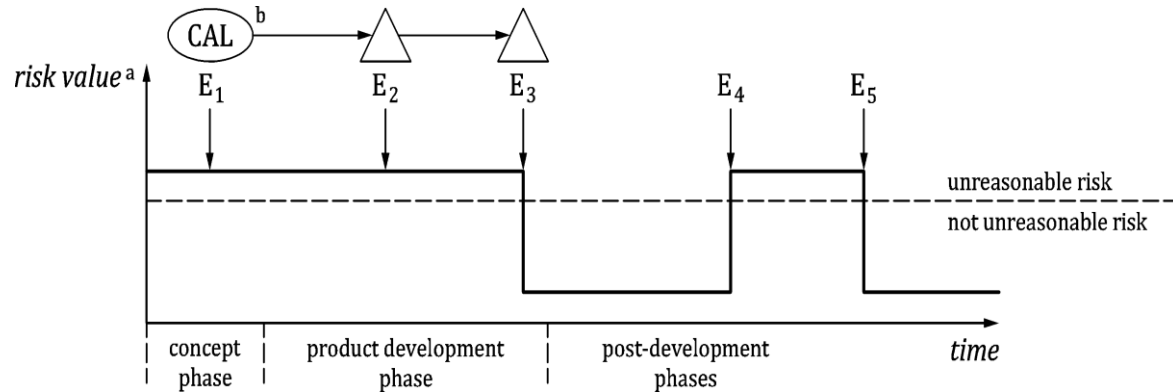 CAL b
risk value a
E1 E2 E3 E4 E5
unreasonable risk
not unreasonable risk
concept phase
product development phase
post-development phases
time